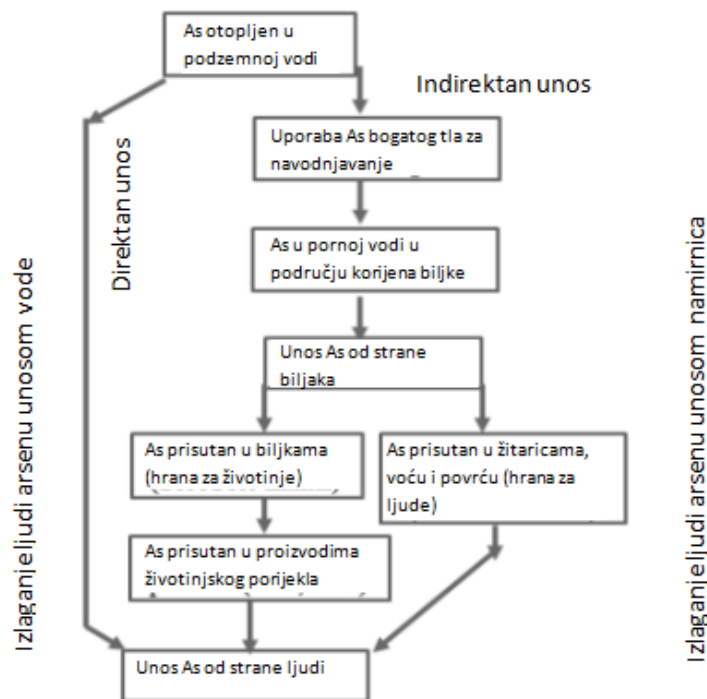 As otopljen u
podzemnoj vodi
Indirektan unos
Uporaba As bogatog tla za
navodnjavanje
Direktan unos
As u pornoj vodi u
području korijena biljke
Izlaganje ljudi arsenu unosom vode
Izlaganje ljudi arsenu unosom namirnica
Unos As od strane
biljaka
As prisutan u biljkama
(hrana za životinje)
As prisutan u žitaricama,
voću i povrću (hrana za
ljude)
As prisutan u proizvodima
životinjskog porijekla
Unos As od strane ljudi